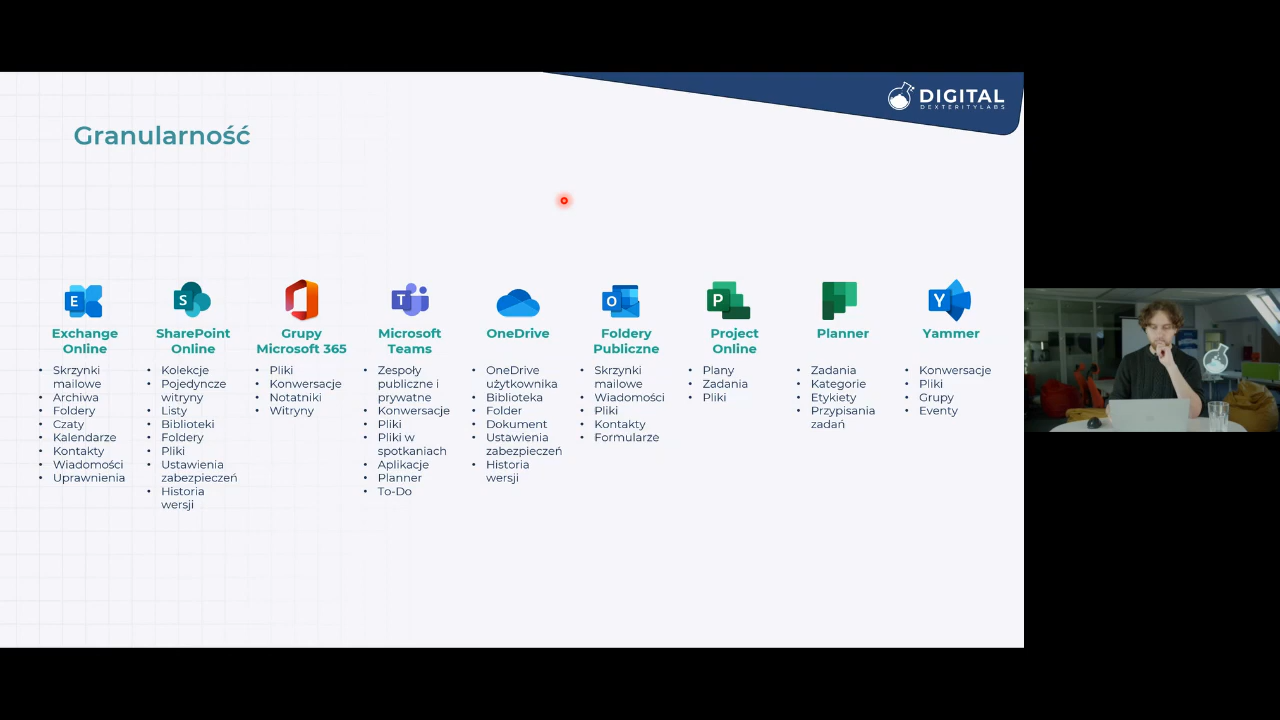 DIGITAL
DEXTERITYLABS
Granularność
Exchange
Online
• Skrzynki
mailowe
• Archiwa
• Foldery
• Czaty
• Kalendarze
• Kontakty
• Wiadomości
• Uprawnienia
SharePoint
Online
• Kolekcje
• Pojedyncze
witryny
• Listy
• Biblioteki
• Foldery
• Pliki
• Ustawienia
zabezpieczeń
• Historia
wersji
Grupy
Microsoft 365
• Pliki
• Konwersacje
• Notatniki
• Witryny
Microsoft
Teams
• Zespoły
publiczne i
prywatne
• Konwersacje
• Pliki
• Pliki w
spotkaniach
• Aplikacje
• Planner
• To-Do
OneDrive
• OneDrive
użytkownika
• Biblioteka
• Folder
• Dokument
• Ustawienia
zabezpieczeń
• Historia
wersji
Foldery
Publiczne
• Skrzynki
mailowe
• Wiadomości
• Pliki
• Kontakty
• Formularze
Project
Online
• Plany
• Zadania
• Pliki
Planner
• Zadania
• Kategorie
• Etykiety
• Przypisania
zadań
Yammer
• Konwersacje
• Pliki
• Grupy
• Eventy